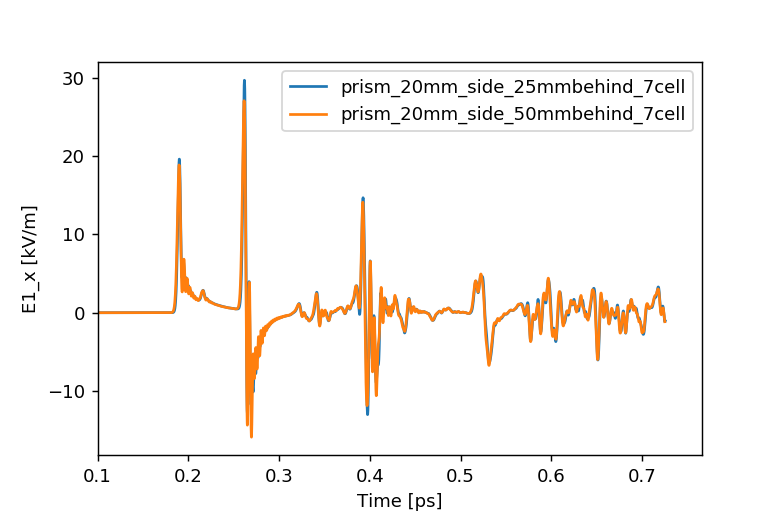 prism_20mm_side_25mmbehind_7cell
prism_20mm_side_50mmbehind_7cell
30
20
10
0
−10
E1_x [kV/m]
0.1 0.2 0.3 0.4 0.5 0.6 0.7
Time [ps]